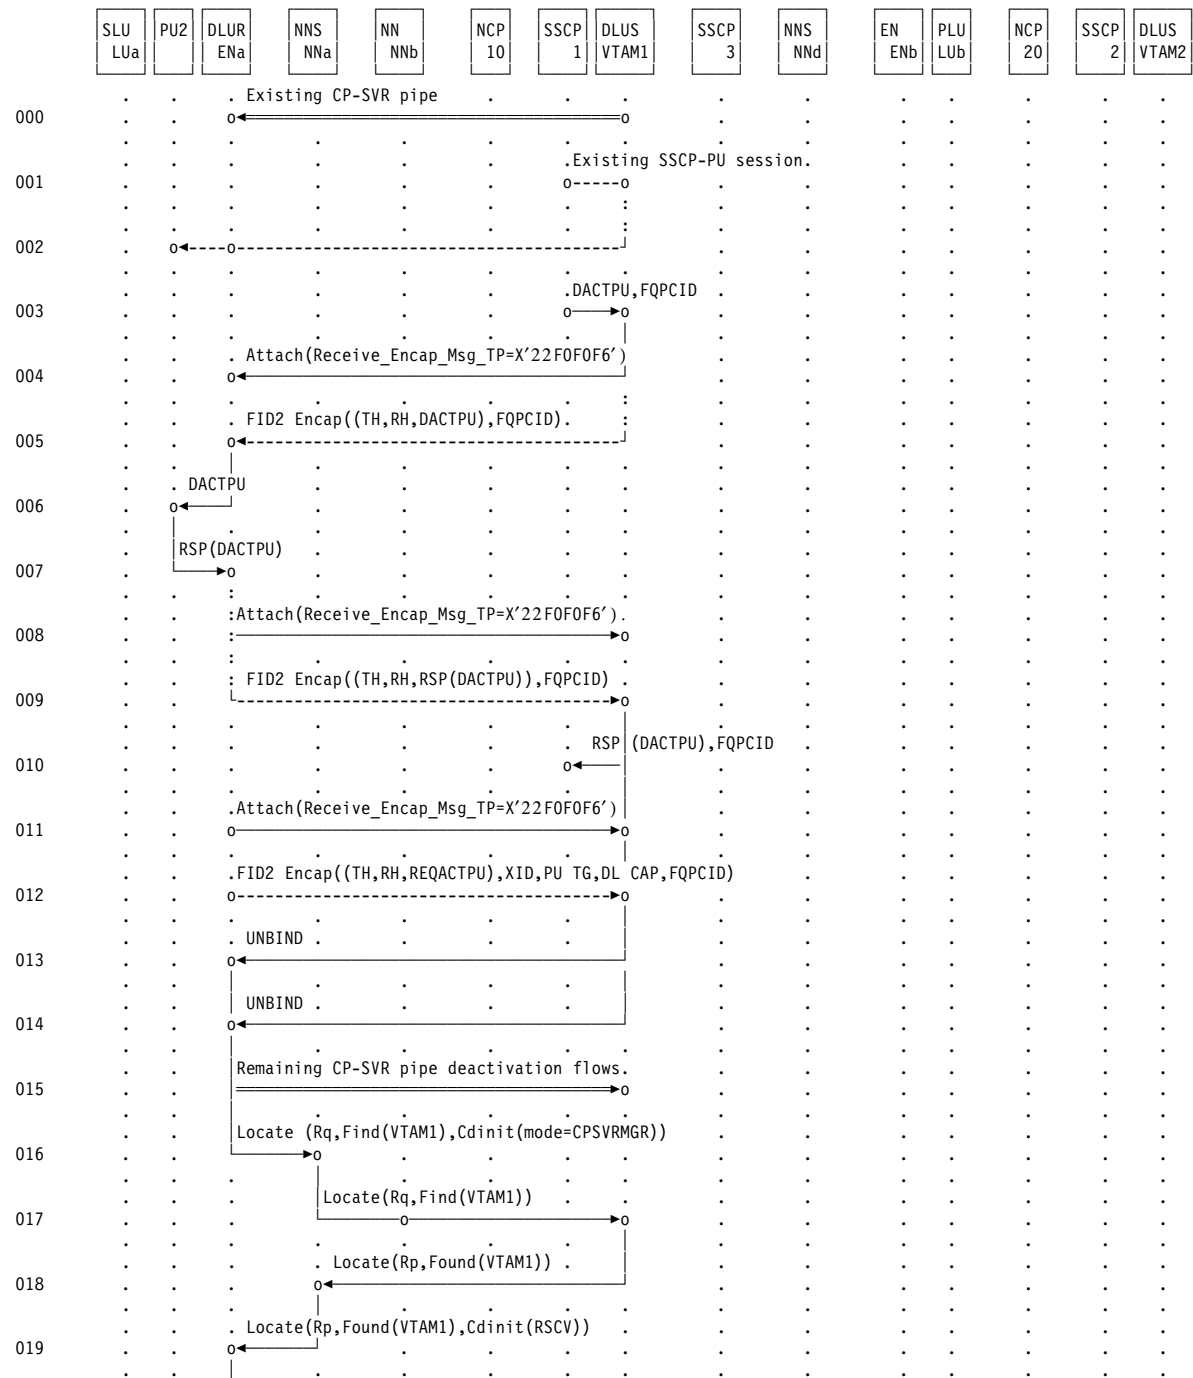 SLU PU2 DLUR NNS NN NCP SSCP DLUS SSCP NNS EN PLU NCP SSCP DLUS
LUa ENa NNa NNb 10 1 VTAM1 3 NNd ENb LUb 20 2 VTAM2
Existing CP-SVR pipe
000
Existing SSCP-PU session
001
002
DACTPU,FQPCID
003
Attach(Receive_Encap_Msg_TP=X′22F0F0F6′)
004
FID2 Encap((TH,RH,DACTPU),FQPCID)
005
DACTPU
006
RSP(DACTPU)
007
Attach(Receive_Encap_Msg_TP=X′22F0F0F6′)
008
FID2 Encap((TH,RH,RSP(DACTPU)),FQPCID)
009
RSP(DACTPU),FQPCID
010
Attach(Receive_Encap_Msg_TP=X′22F0F0F6′)
011
FID2 Encap((TH,RH,REQACTPU),XID,PU TG,DL CAP,FQPCID)
012
UNBIND
013
UNBIND
014
Remaining CP-SVR pipe deactivation flows.
015
Locate (Rq,Find(VTAM1),Cdinit(mode=CPSVRMGR))
016
Locate(Rq,Find(VTAM1))
017
Locate(Rp,Found(VTAM1))
018
Locate(Rp,Found(VTAM1),Cdinit(RSCV))
019